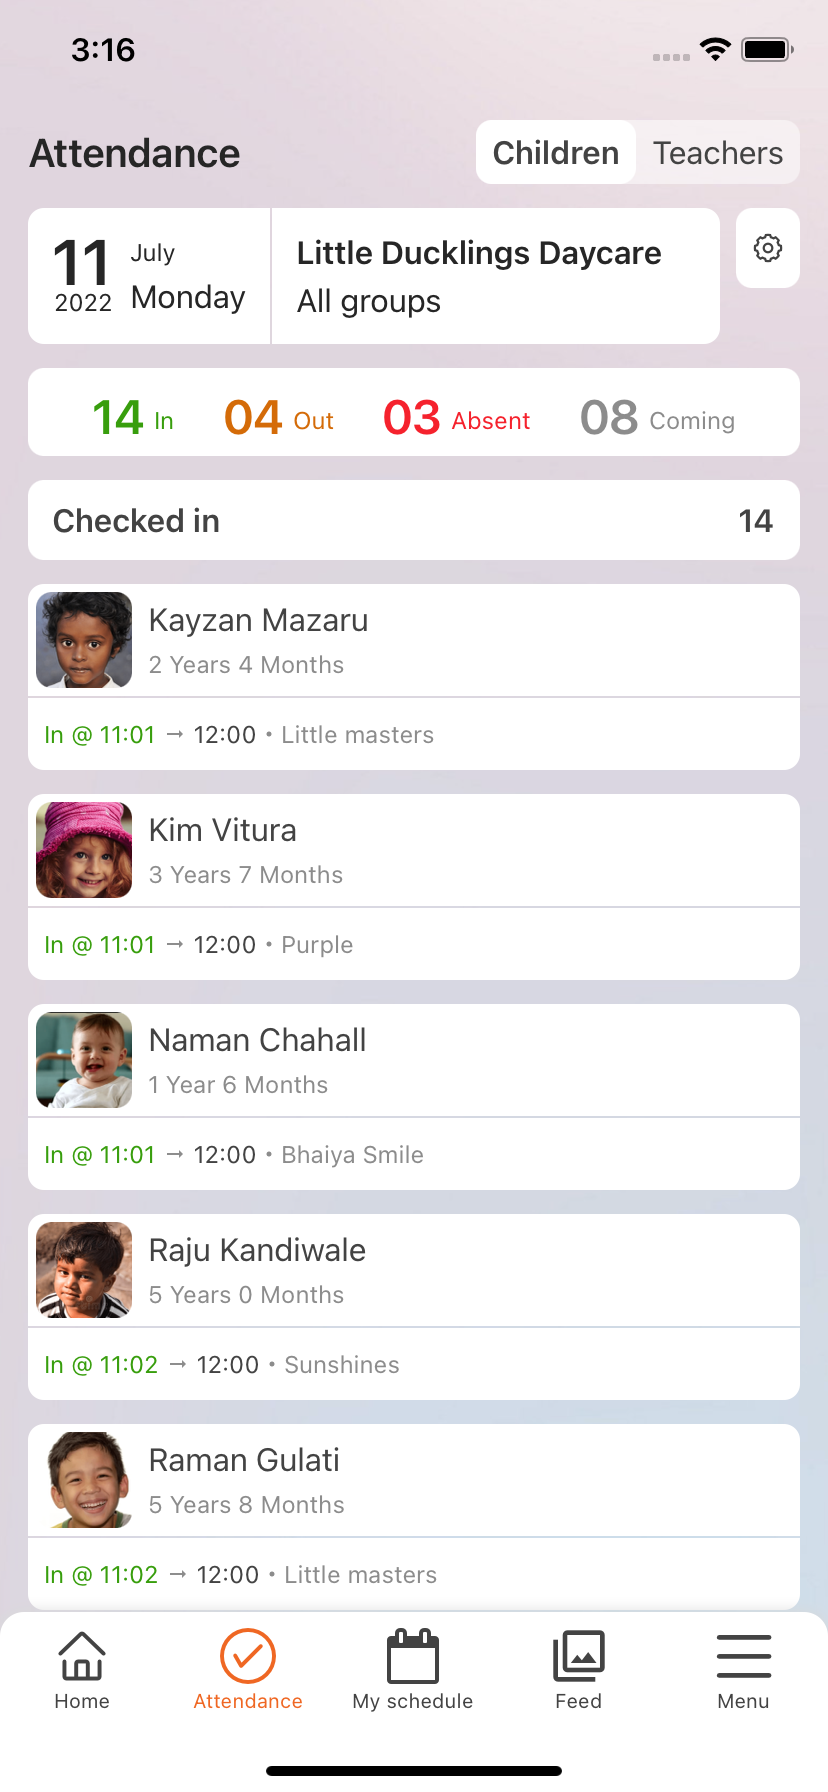 3:16
Attendance
Children Teachers
11 July
2022 Monday
Little Ducklings Daycare
All groups
14 In 04 Out 03 Absent 08 Coming
Checked in 14
Kayzan Mazaru
2 Years 4 Months
In @ 11:01 → 12:00 • Little masters
Kim Vitura
3 Years 7 Months
In @ 11:01 → 12:00 • Purple
Naman Chahall
1 Year 6 Months
In @ 11:01 → 12:00 • Bhaiya Smile
Raju Kandiwale
5 Years 0 Months
In @ 11:02 → 12:00 • Sunshines
Raman Gulati
5 Years 8 Months
In @ 11:02 → 12:00 • Little masters
Home Attendance My schedule Feed Menu